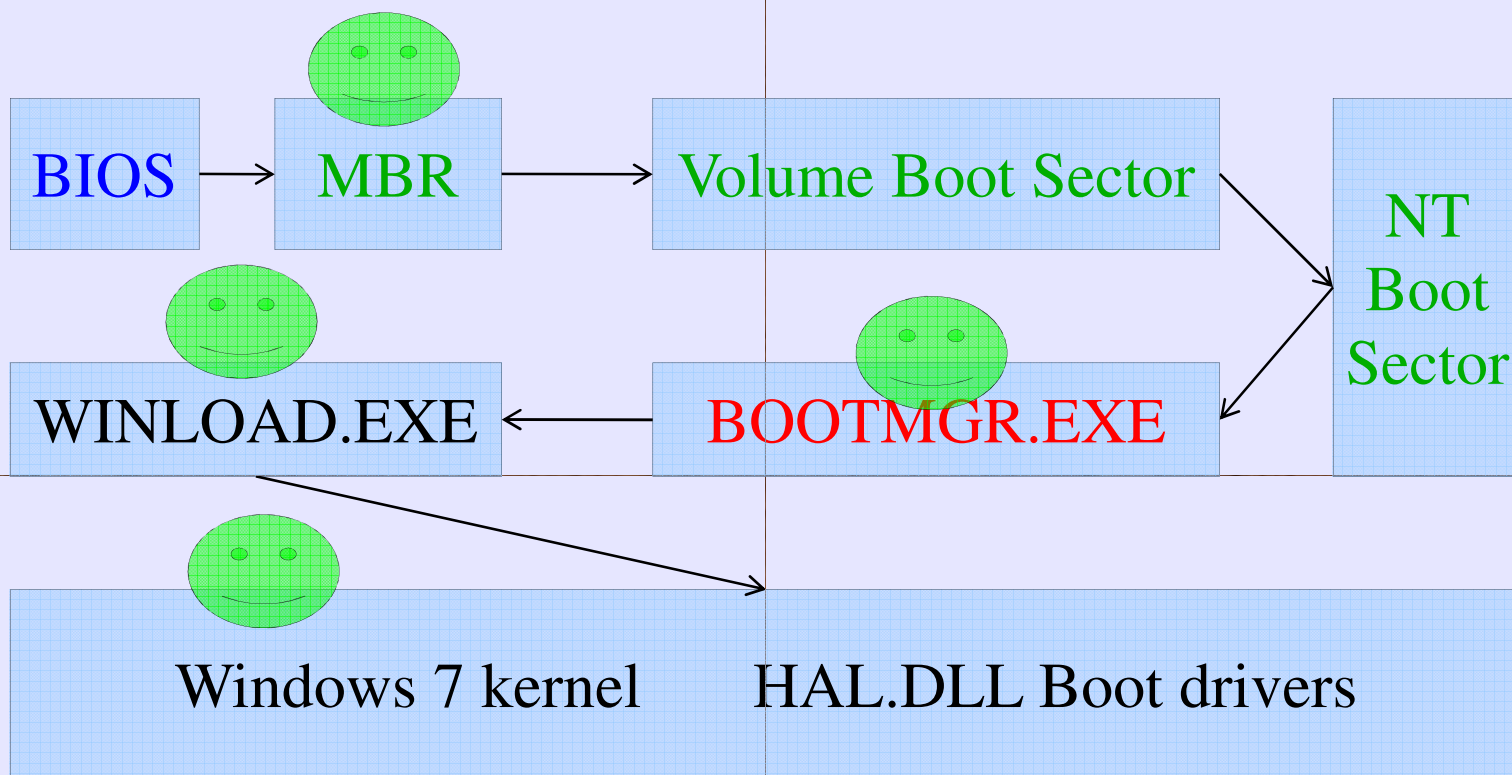 BIOS
MBR
Volume Boot Sector
NT
Boot
Sector
WINLOAD.EXE
BOOTMGR.EXE
Windows 7 kernel
HAL.DLL Boot drivers